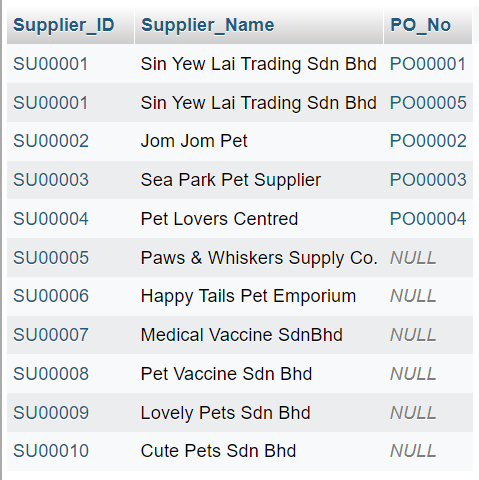 Supplier_ID Supplier_Name PO_No
SU00001 Sin Yew Lai Trading Sdn Bhd PO00001
SU00001 Sin Yew Lai Trading Sdn Bhd PO00005
SU00002 Jom Jom Pet PO00002
SU00003 Sea Park Pet Supplier PO00003
SU00004 Pet Lovers Centred PO00004
SU00005 Paws & Whiskers Supply Co. NULL
SU00006 Happy Tails Pet Emporium NULL
SU00007 Medical Vaccine SdnBhd NULL
SU00008 Pet Vaccine Sdn Bhd NULL
SU00009 Lovely Pets Sdn Bhd NULL
SU00010 Cute Pets Sdn Bhd NULL